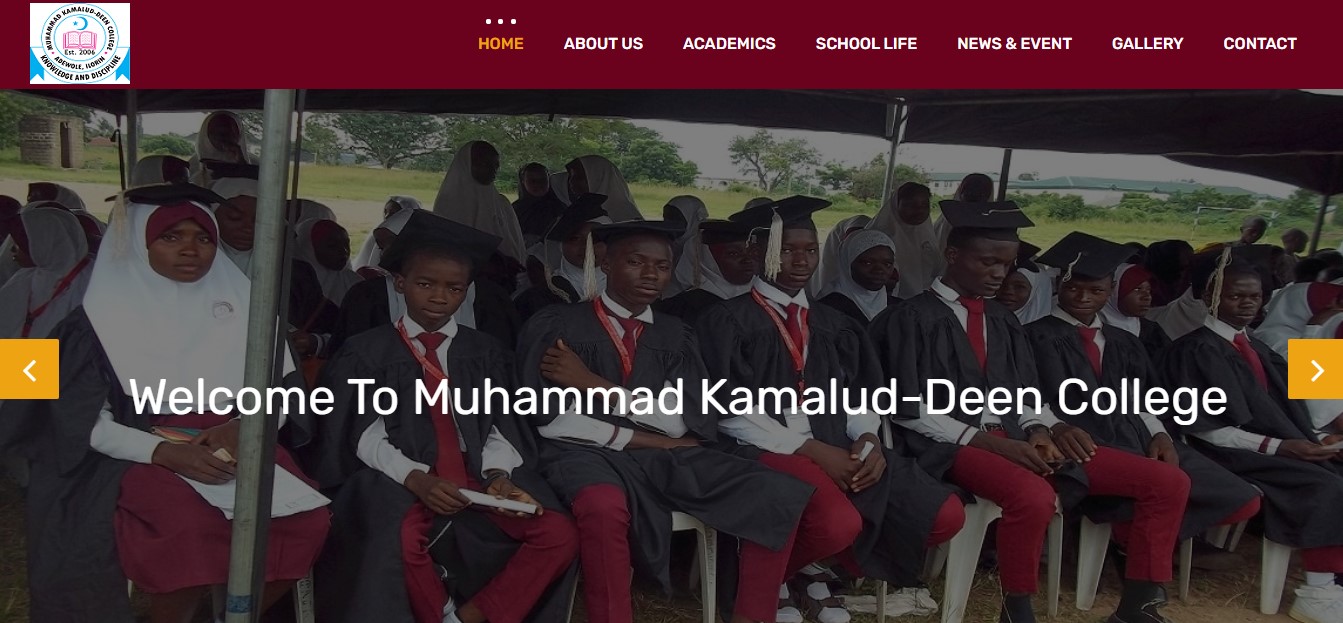 MUHAMMAD KAMALUD-DEEN COLLEGE
Est. 2006
ADEWOLE, ILORIN
KNOWLEDGE AND DISCIPLINE
HOME
ABOUT US
ACADEMICS
SCHOOL LIFE
NEWS & EVENT
GALLERY
CONTACT
Welcome To Muhammad Kamalud-Deen College